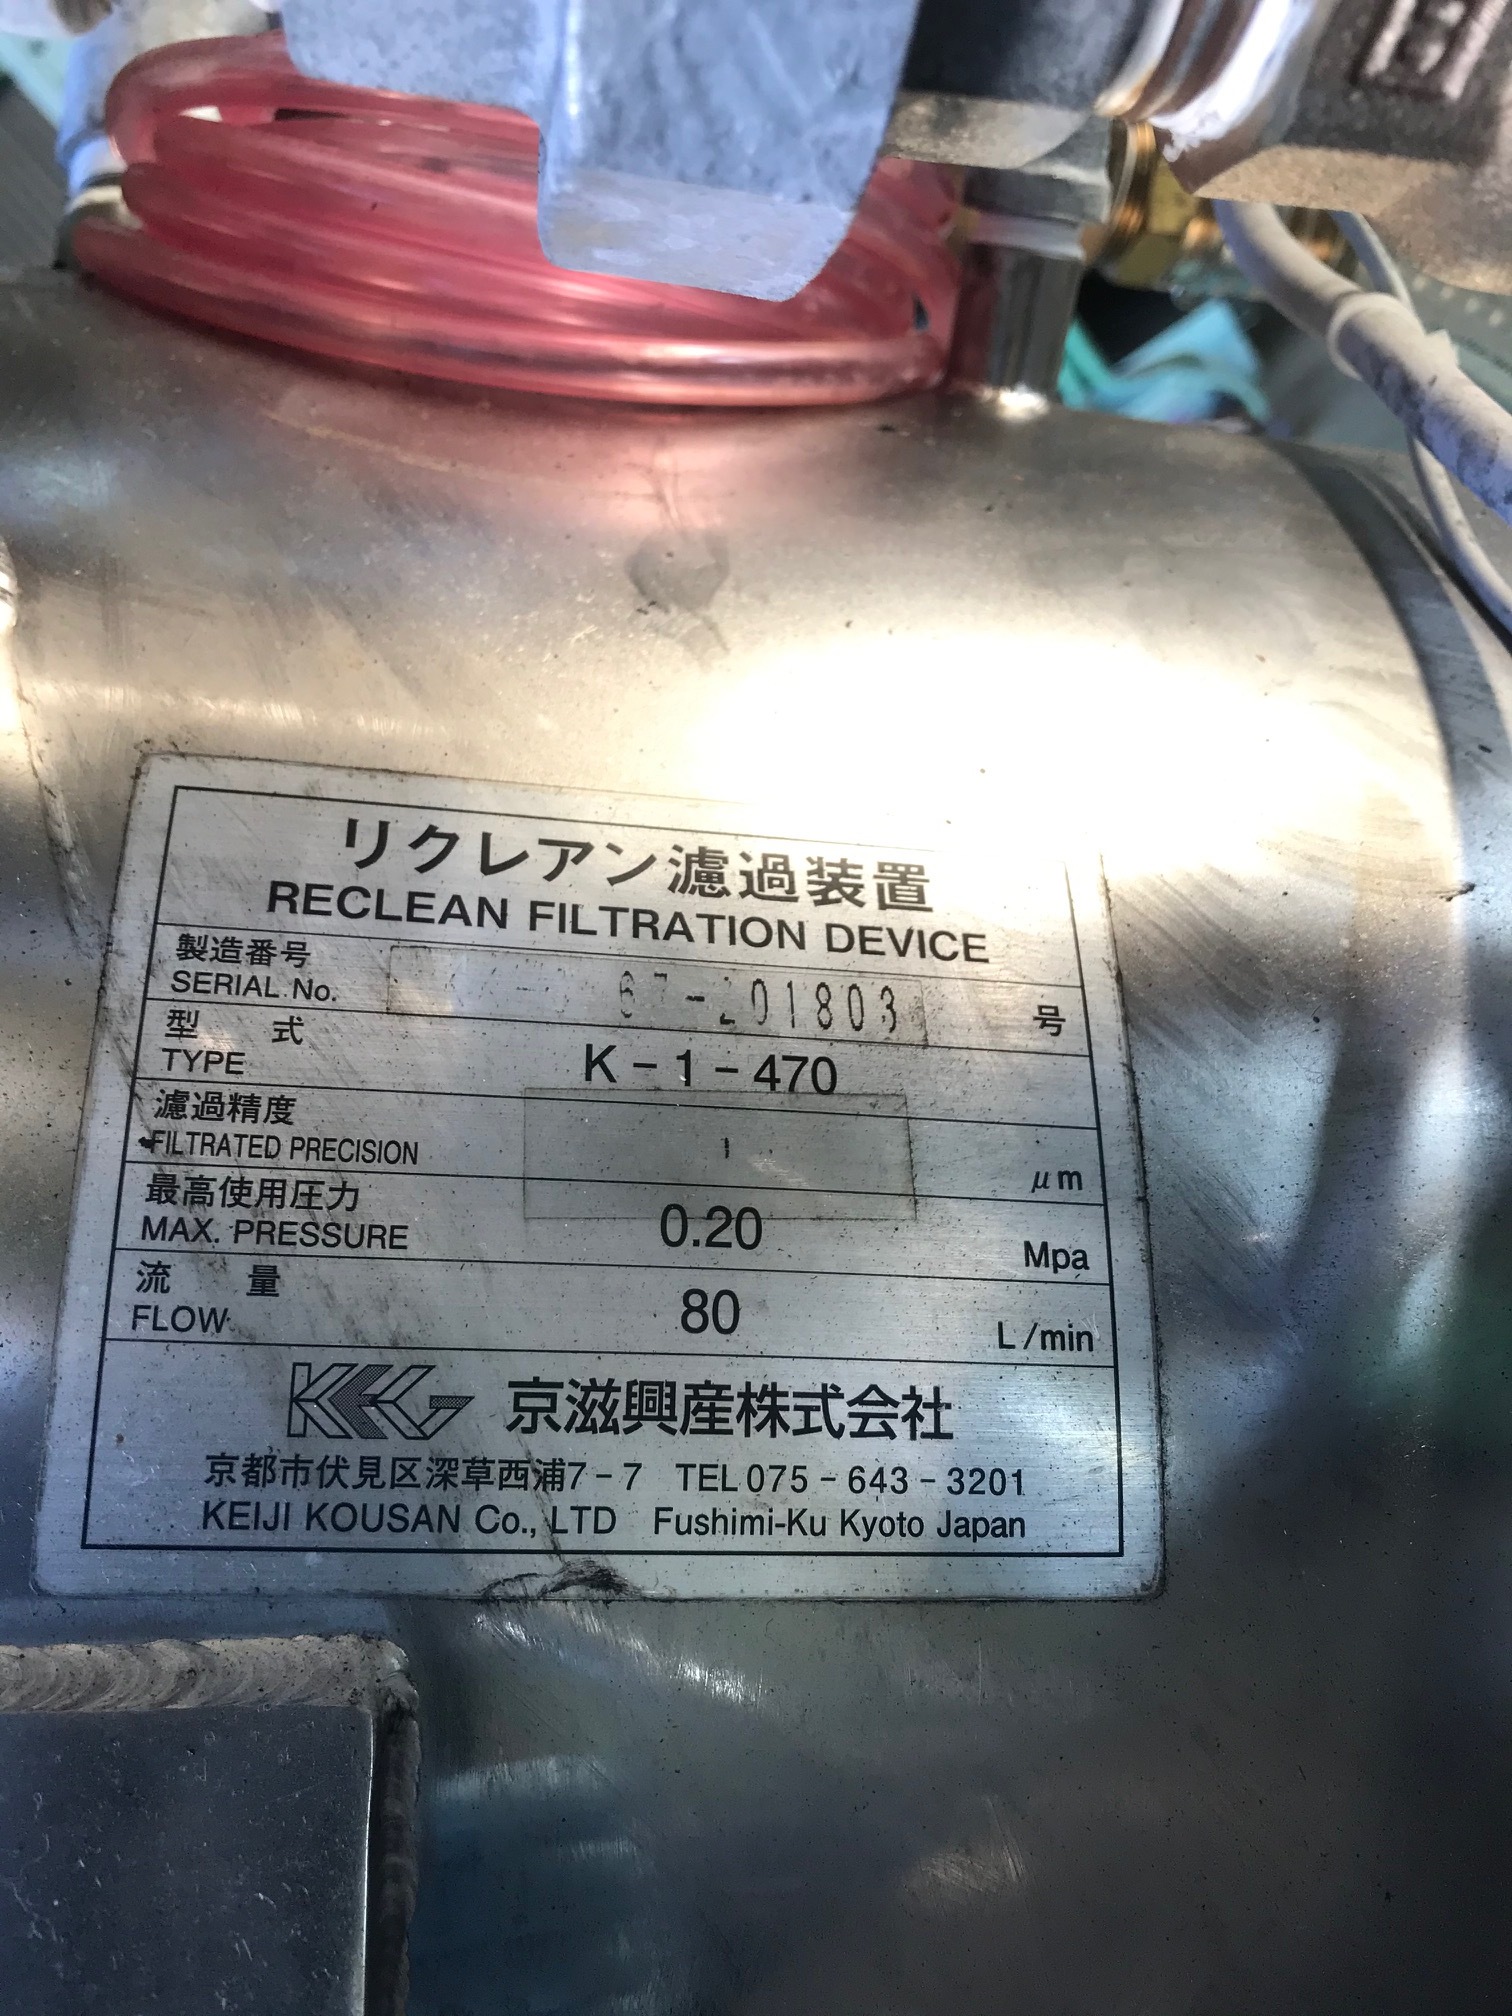 リクレアン濾過装置
RECLEAN FILTRATION DEVICE
製造番号
SERIAL No. 67-201803 号
型 式
TYPE K-1-470
濾過精度
FILTRATED PRECISION μm
最高使用圧力
MAX. PRESSURE 0.20 Mpa
流 量
FLOW 80 L/min
KEG 京滋興産株式会社
京都市伏見区深草西浦7-7 TEL 075-643-3201
KEIJI KOUSAN Co., LTD Fushimi-Ku Kyoto Japan